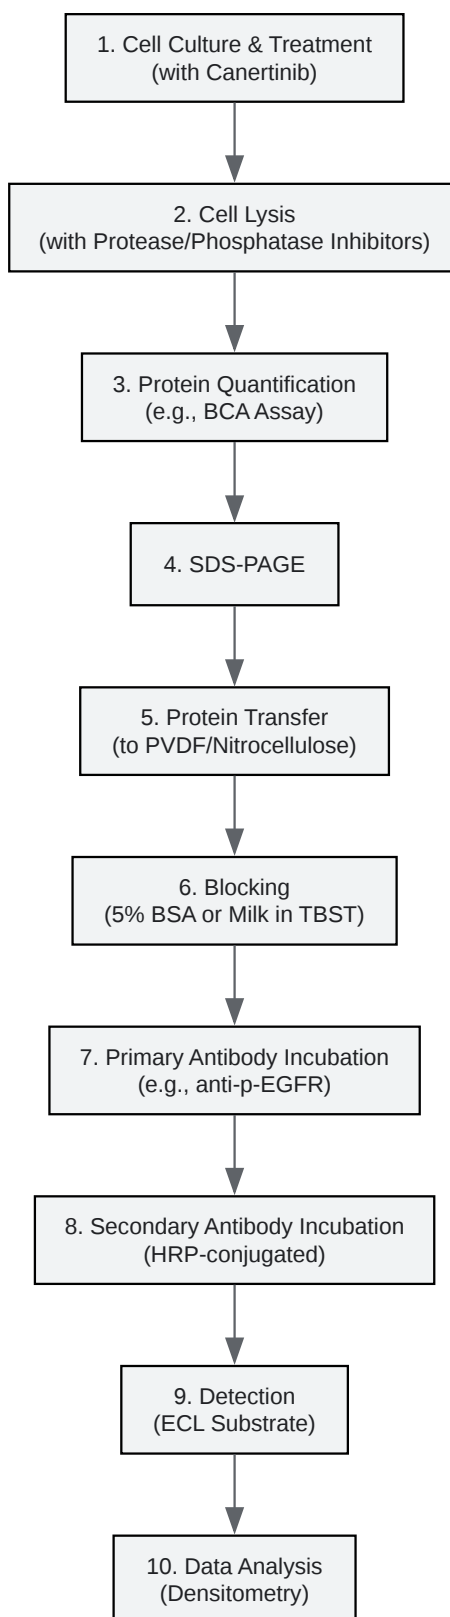 1. Cell Culture & Treatment
(with Canertinib)
2. Cell Lysis
(with Protease/Phosphatase Inhibitors)
3. Protein Quantification
(e.g., BCA Assay)
4. SDS-PAGE
5. Protein Transfer
(to PVDF/Nitrocellulose)
6. Blocking
(5% BSA or Milk in TBST)
7. Primary Antibody Incubation
(e.g., anti-p-EGFR)
8. Secondary Antibody Incubation
(HRP-conjugated)
9. Detection
(ECL Substrate)
10. Data Analysis
(Densitometry)